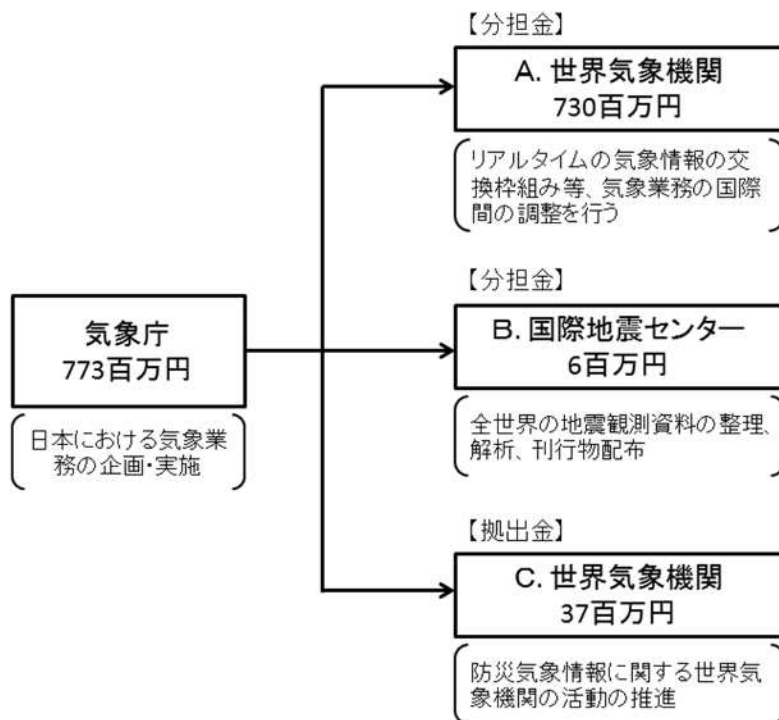 【分担金】
A. 世界気象機関
730百万円
リアルタイムの気象情報の交
換枠組み等、気象業務の国際
間の調整を行う
気象庁
773百万円
日本における気象業
務の企画・実施
【分担金】
B. 国際地震センター
6百万円
全世界の地震観測資料の整理、
解析、刊行物配布
【拠出金】
C. 世界気象機関
37百万円
防災気象情報に関する世界気
象機関の活動の推進